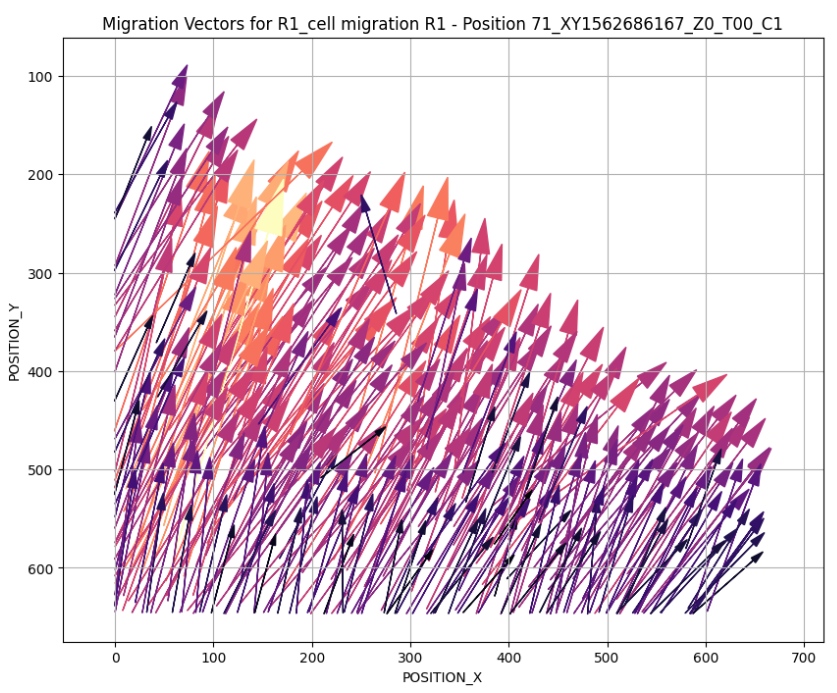 Migration Vectors for R1_cell migration R1 - Position 71_XY1562686167_Z0_T00_C1
POSITION_Y
100
200
300
400
500
600
0 100 200 300 400 500 600 700
POSITION_X